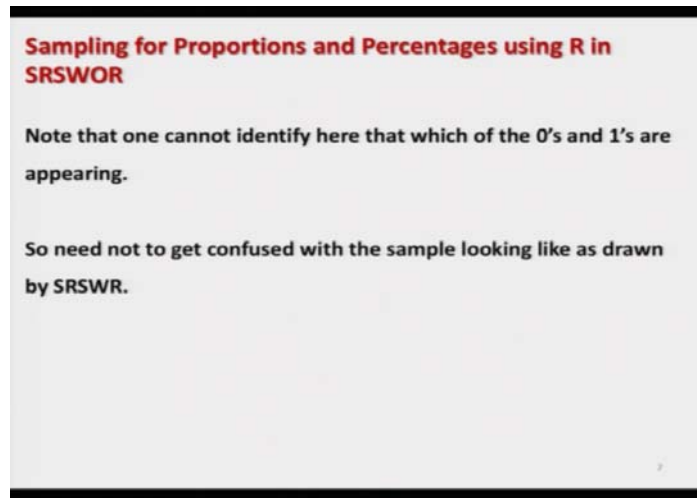 Sampling for Proportions and Percentages using R in
SRSWOR
Note that one cannot identify here that which of the 0's and 1's are
appearing.
So need not to get confused with the sample looking like as drawn
by SRSWR.